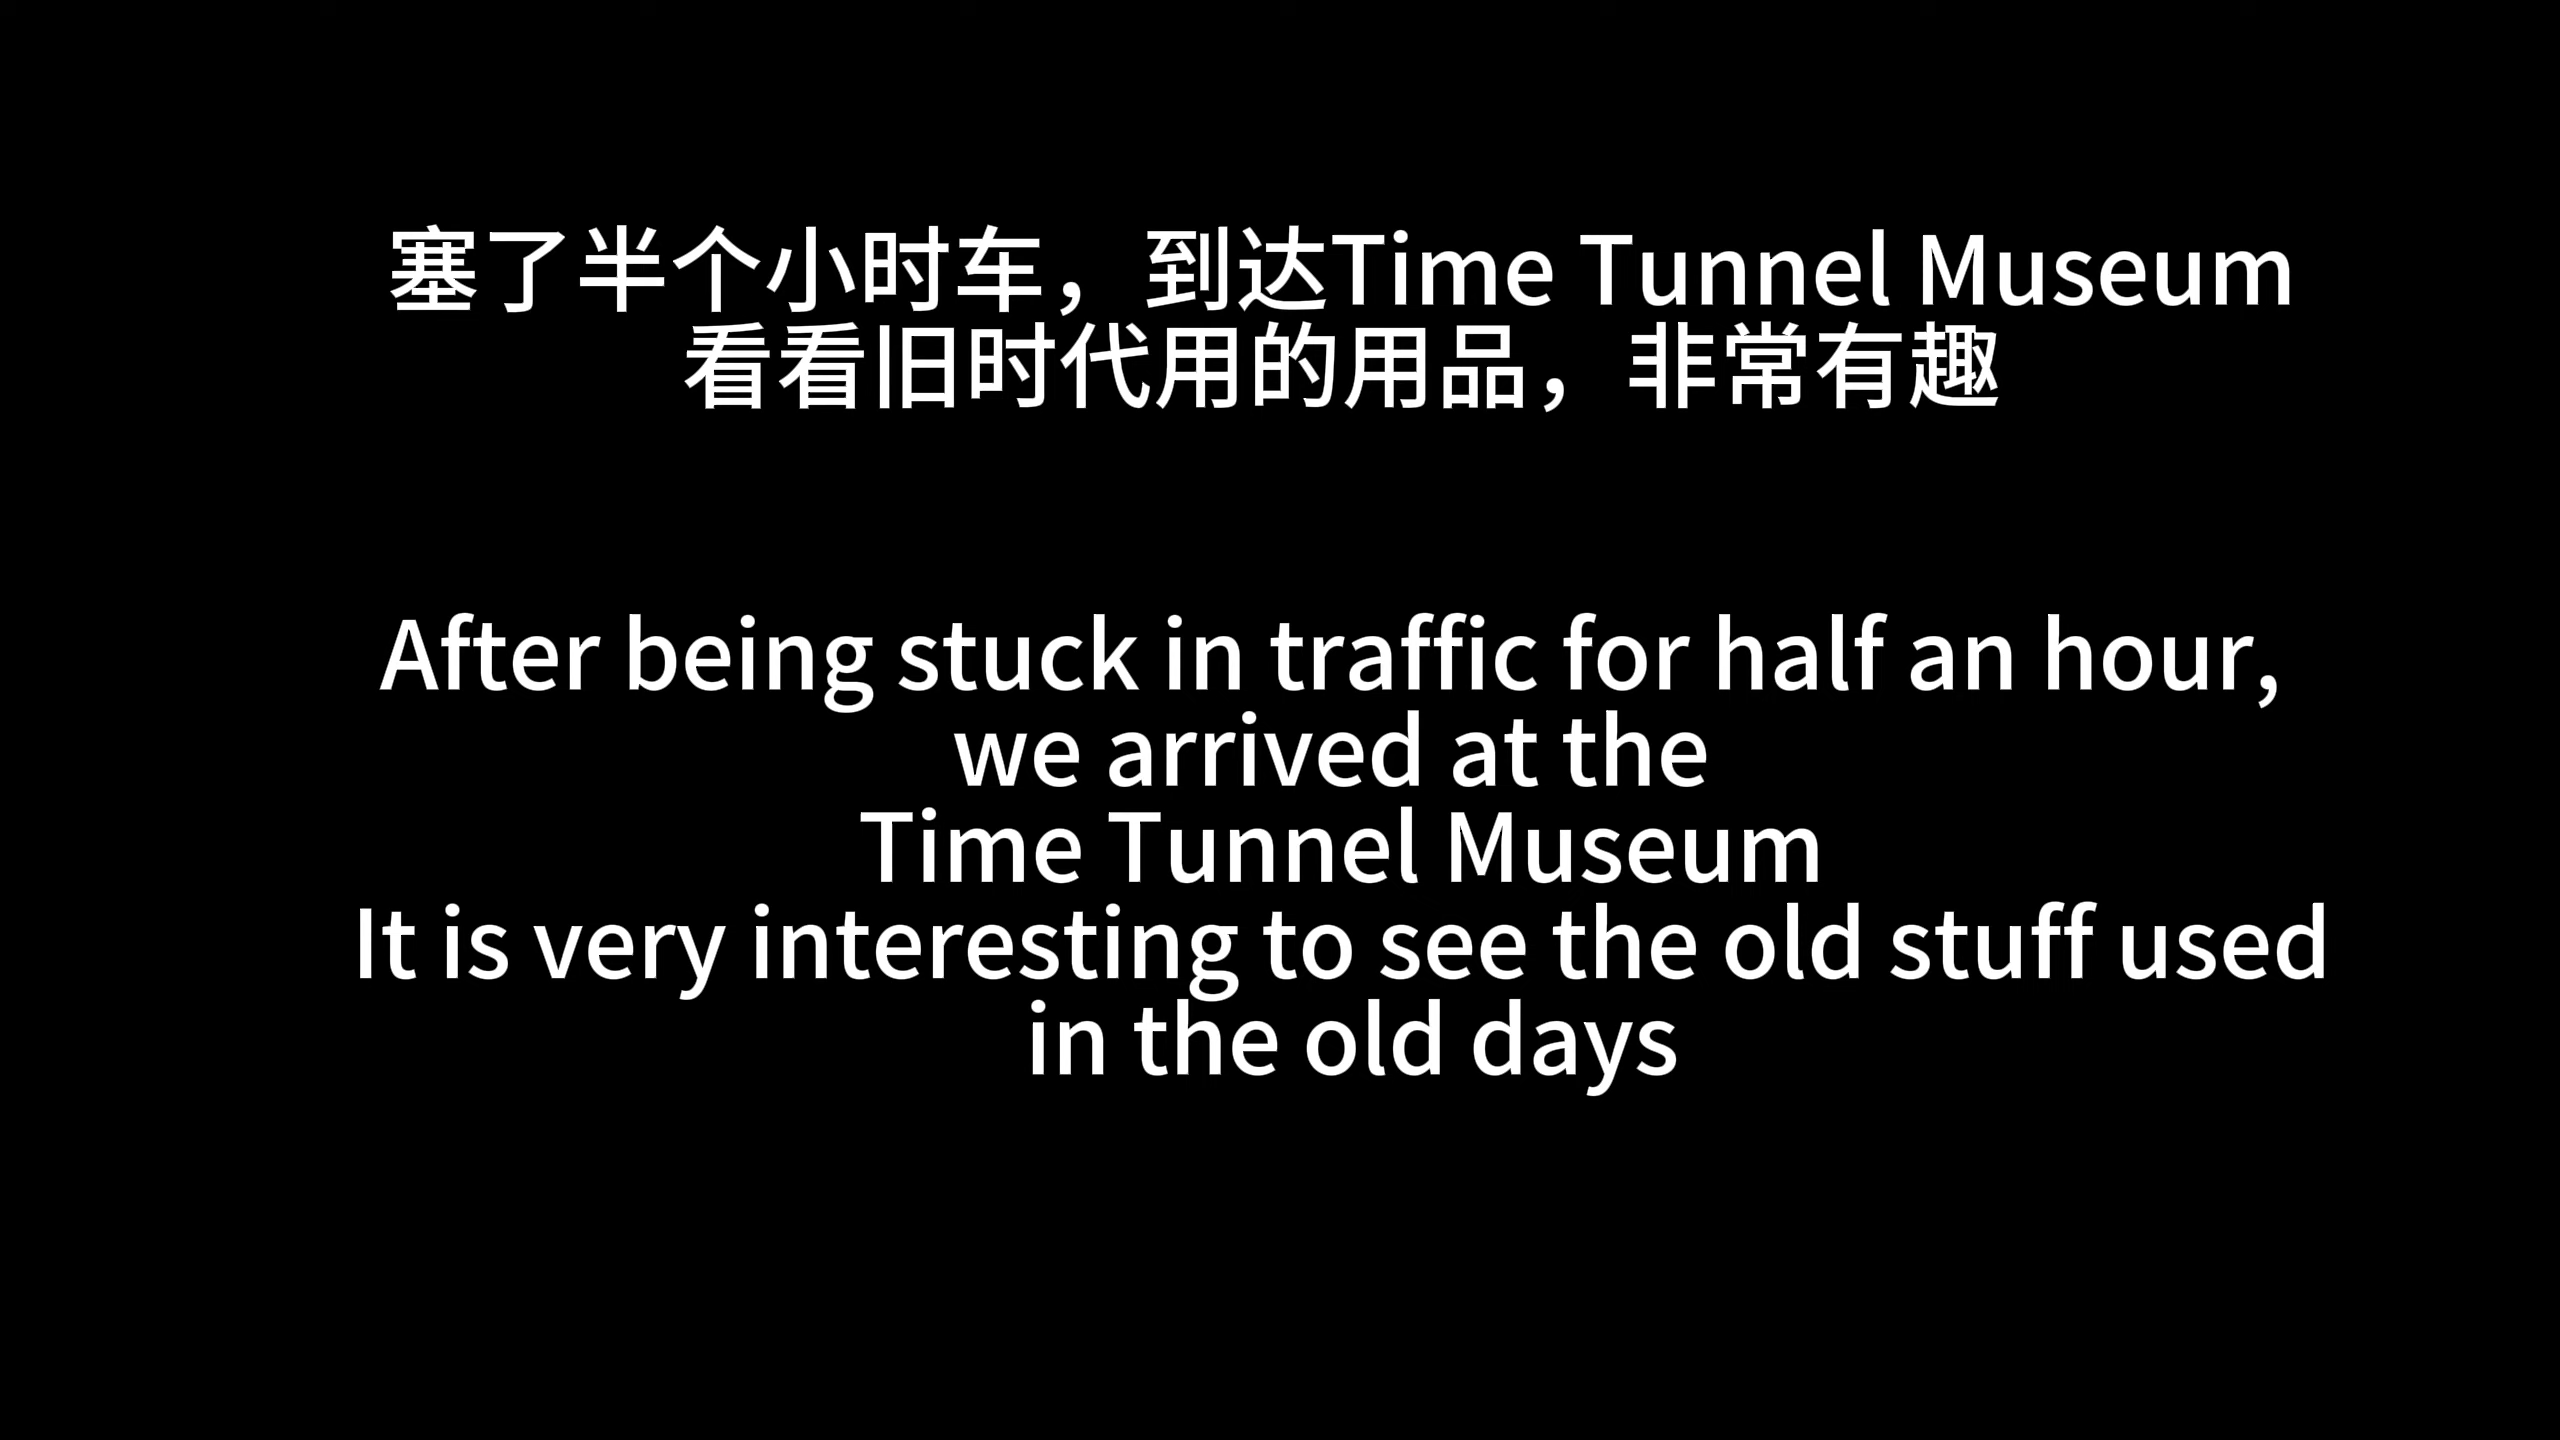 塞了半个小时车，到达Time Tunnel Museum
看看旧时代用的用品，非常有趣
After being stuck in traffic for half an hour,
we arrived at the
Time Tunnel Museum
It is very interesting to see the old stuff used
in the old days